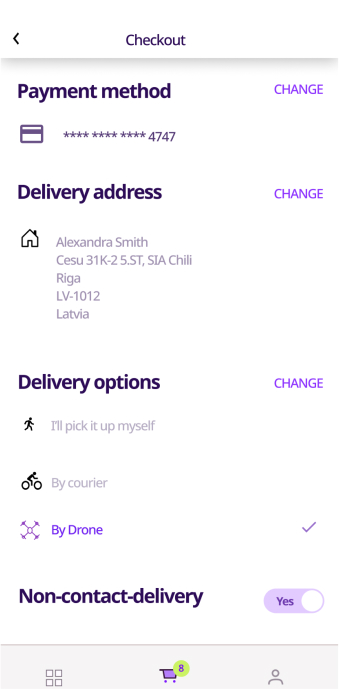 Checkout
Payment method
CHANGE
**** **** **** 4747
Delivery address
CHANGE
Alexandra Smith
Cesu 31K-2 5.ST, SIA Chili
Riga
LV-1012
Latvia
Delivery options
CHANGE
I'll pick it up myself
By courier
By Drone
Non-contact-delivery
Yes
8